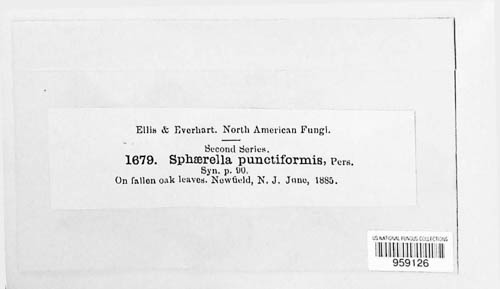 Ellis & Everhart. North American Fungi.
Second Series.
1679. Sphærella punctiformis, Pers.
Syn. p. 90.
On fallen oak leaves. Newfield, N. J. June, 1885.
US NATIONAL FUNGUS COLLECTIONS
959126